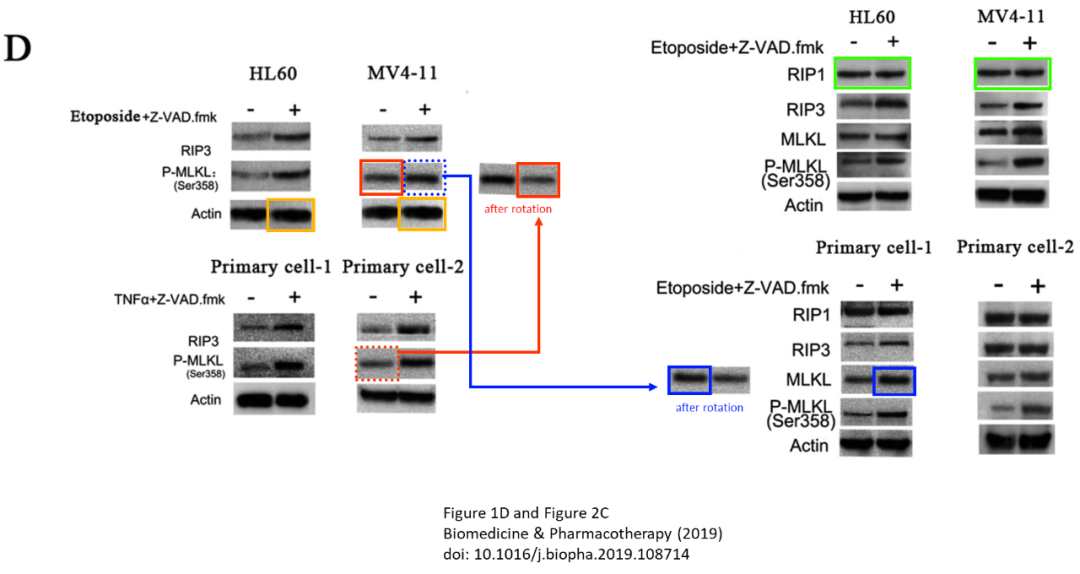 D
HL60 MV4-11
Etoposide+Z-VAD.fmk - + - +
RIP3
P-MLKL:
(Ser358)
Actin
after rotation
Primary cell-1 Primary cell-2
TNFα+Z-VAD.fmk - + - +
RIP3
P-MLKL
(Ser358)
Actin
HL60 MV4-11
Etoposide+Z-VAD.fmk - + - +
RIP1
RIP3
MLKL
P-MLKL
(Ser358)
Actin
Primary cell-1 Primary cell-2
Etoposide+Z-VAD.fmk - + - +
RIP1
RIP3
MLKL
after rotation
P-MLKL
(Ser358)
Actin
Figure 1D and Figure 2C
Biomedicine & Pharmacotherapy (2019)
doi: 10.1016/j.biopha.2019.108714